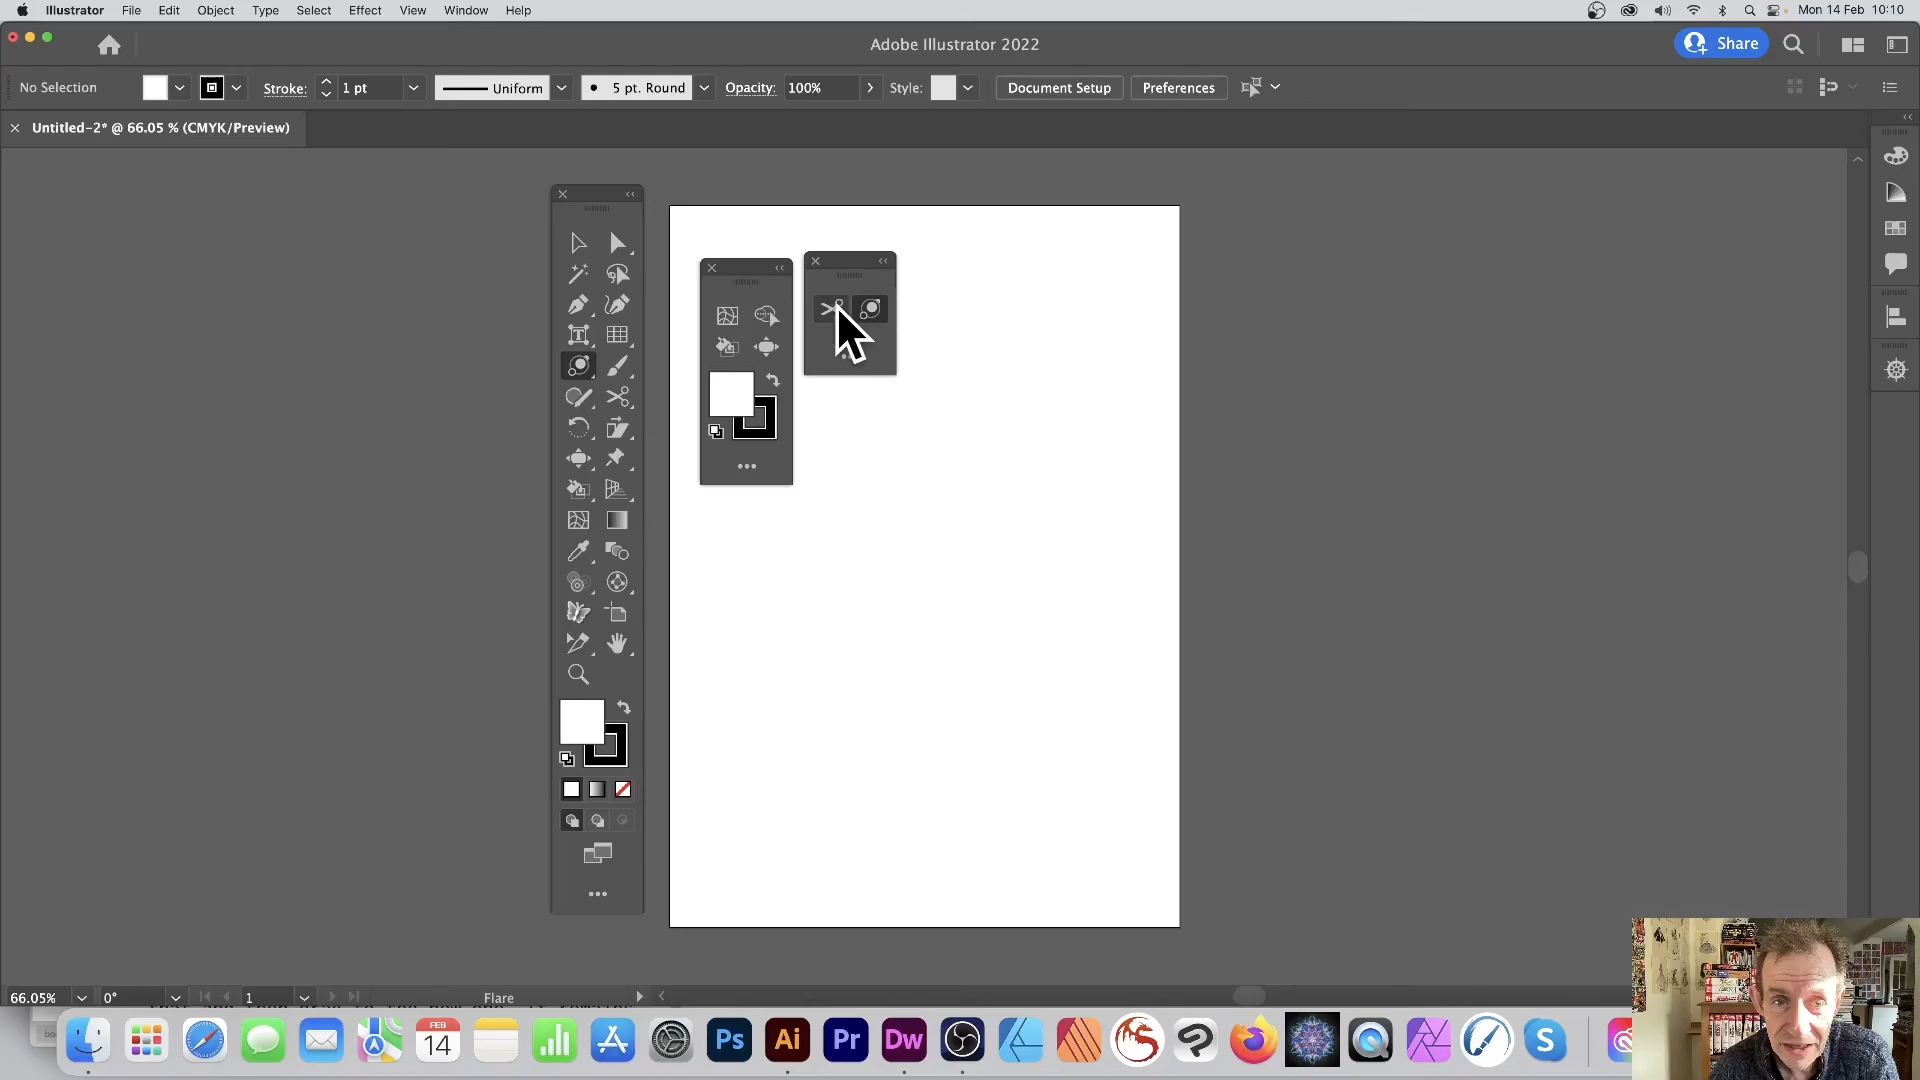 Illustrator File Edit Object Type Select Effect View Window Help
Mon 14 Feb 10:10
Adobe Illustrator 2022
Share
No Selection
Stroke: 1 pt
Uniform
5 pt. Round
Opacity: 100%
Style:
Document Setup
Preferences
Untitled-2* @ 66.05 % (CMYK/Preview)
T
66.05%
0°
1
Flare
FEB
14
Ps
Ai
Pr
Dw
S